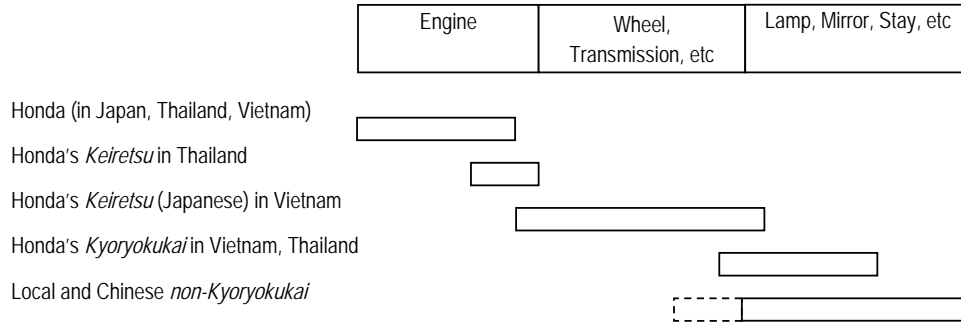 Engine
Wheel,
Transmission, etc
Lamp, Mirror, Stay, etc
Honda (in Japan, Thailand, Vietnam)
Honda's Keiretsu in Thailand
Honda's Keiretsu (Japanese) in Vietnam
Honda's Kyoryokukai in Vietnam, Thailand
Local and Chinese non-Kyoryokukai